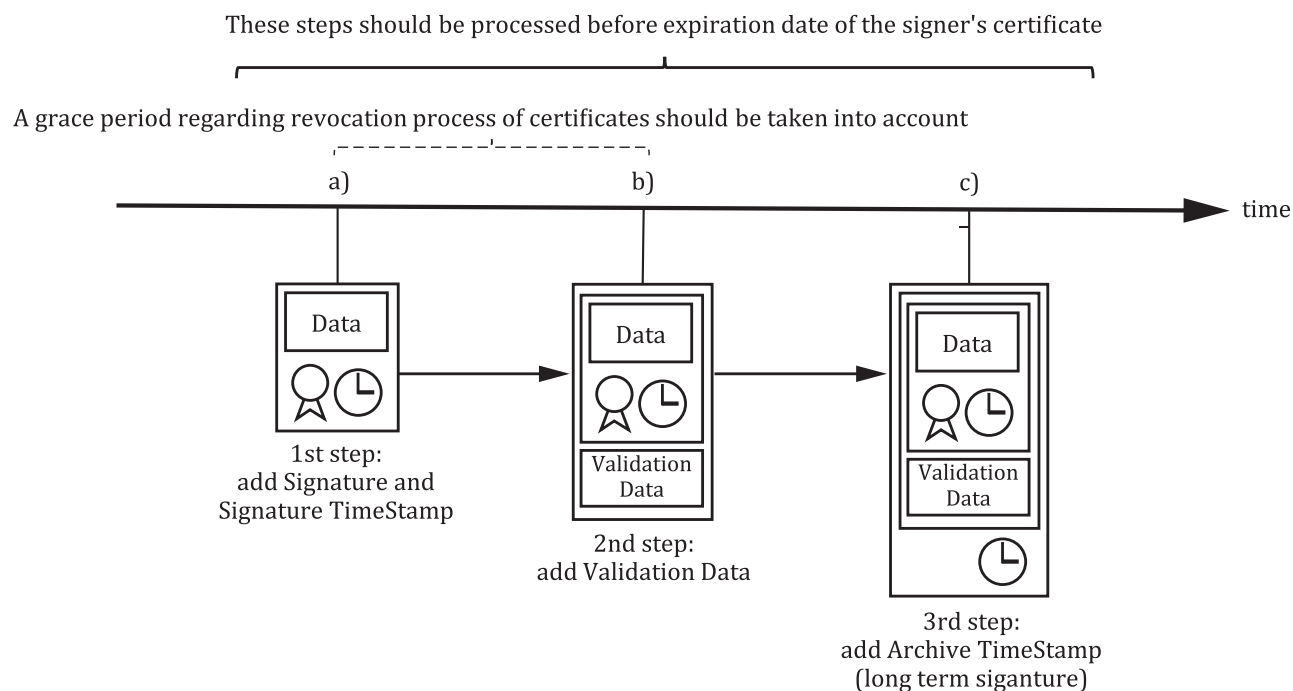 These steps should be processed before expiration date of the signer's certificate
A grace period regarding revocation process of certificates should be taken into account
a)
b)
c)
time
Data
1st step:
add Signature and
Signature TimeStamp
Data
Validation
Data
2nd step:
add Validation Data
Data
Validation
Data
3rd step:
add Archive TimeStamp
(long term siganture)